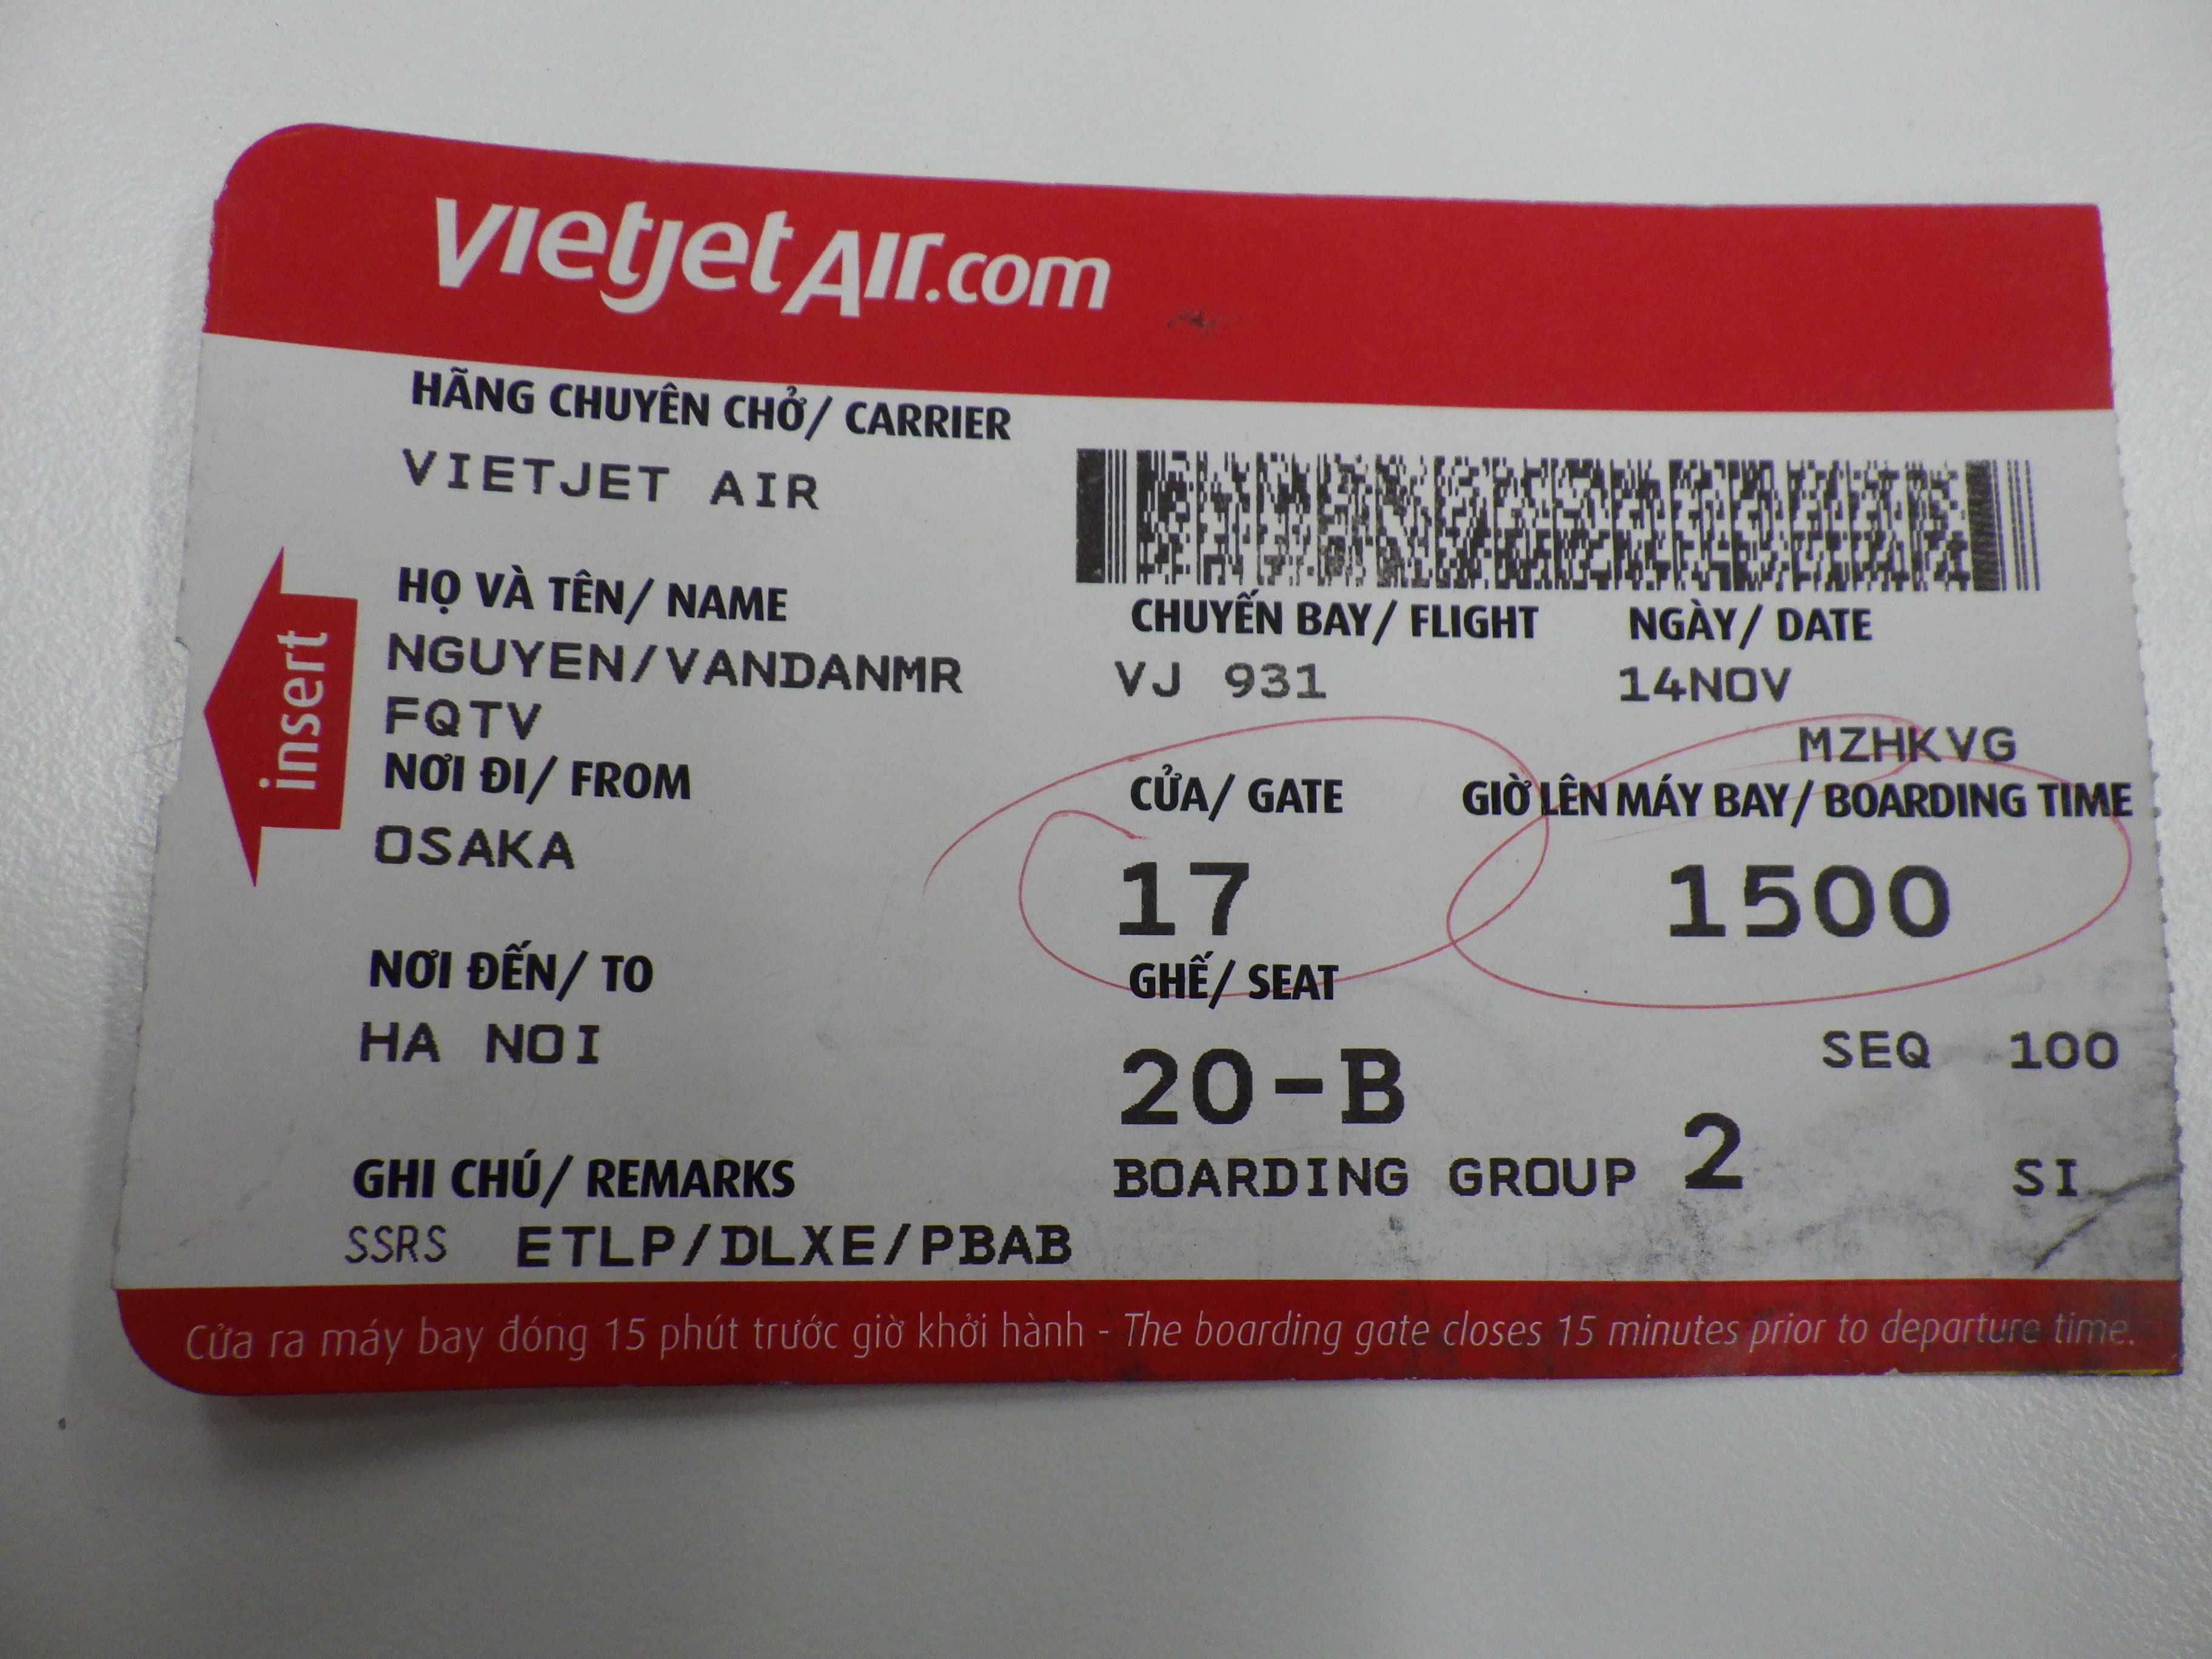 vietjetAir.com
HÃNG CHUYÊN CHỞ/ CARRIER
VIETJET AIR
HỌ VÀ TÊN/ NAME
NGUYEN/VANDANMR
FQTV
NƠI ĐI/ FROM
OSAKA
NƠI ĐẾN/ TO
HA NOI
GHI CHÚ/ REMARKS
SSRS ETLP/DLXE/PBAB
insert
CHUYẾN BAY/ FLIGHT NGÀY/ DATE
VJ 931 14NOV
MZHKVG
CỬA/ GATE GIỜ LÊN MÁY BAY/ BOARDING TIME
17 1500
GHẾ/ SEAT
SEQ 100
20-B
BOARDING GROUP 2 SI
Cửa ra máy bay đóng 15 phút trước giờ khởi hành - The boarding gate closes 15 minutes prior to departure time.